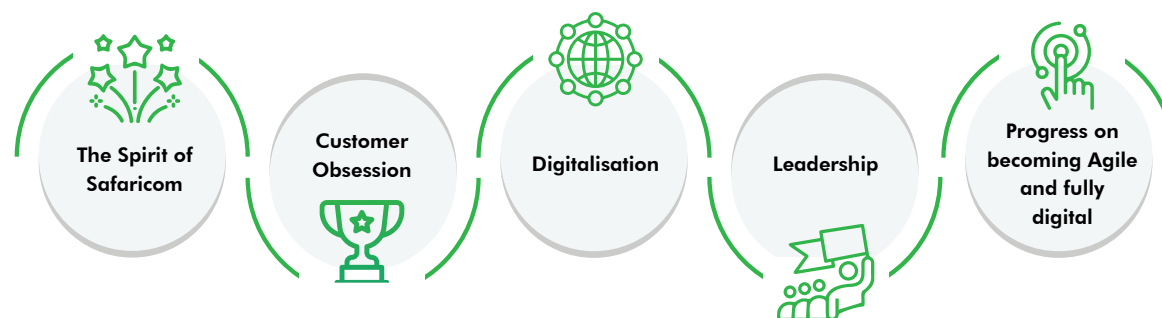 The Spirit of
Safaricom
Customer
Obsession
Digitalisation
Leadership
Progress on
becoming Agile
and fully
digital